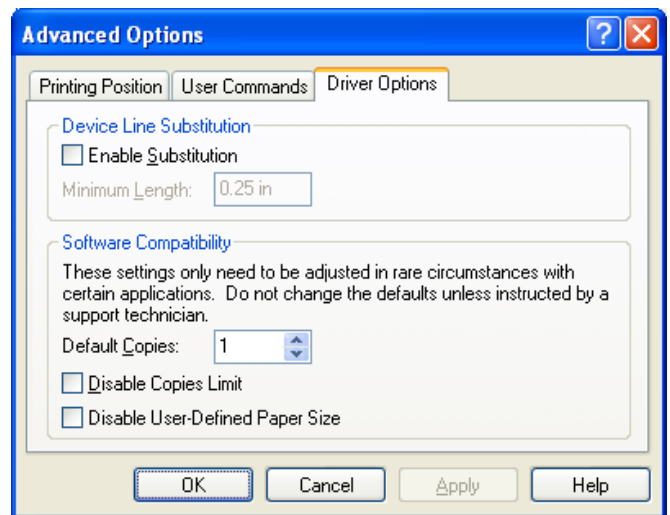 Advanced Options
?
Printing Position User Commands Driver Options
Device Line Substitution
Enable Substitution
Minimum Length: 0.25 in
Software Compatibility
These settings only need to be adjusted in rare circumstances with
certain applications. Do not change the defaults unless instructed by a
support technician.
Default Copies: 1
Disable Copies Limit
Disable User-Defined Paper Size
OK Cancel Apply Help